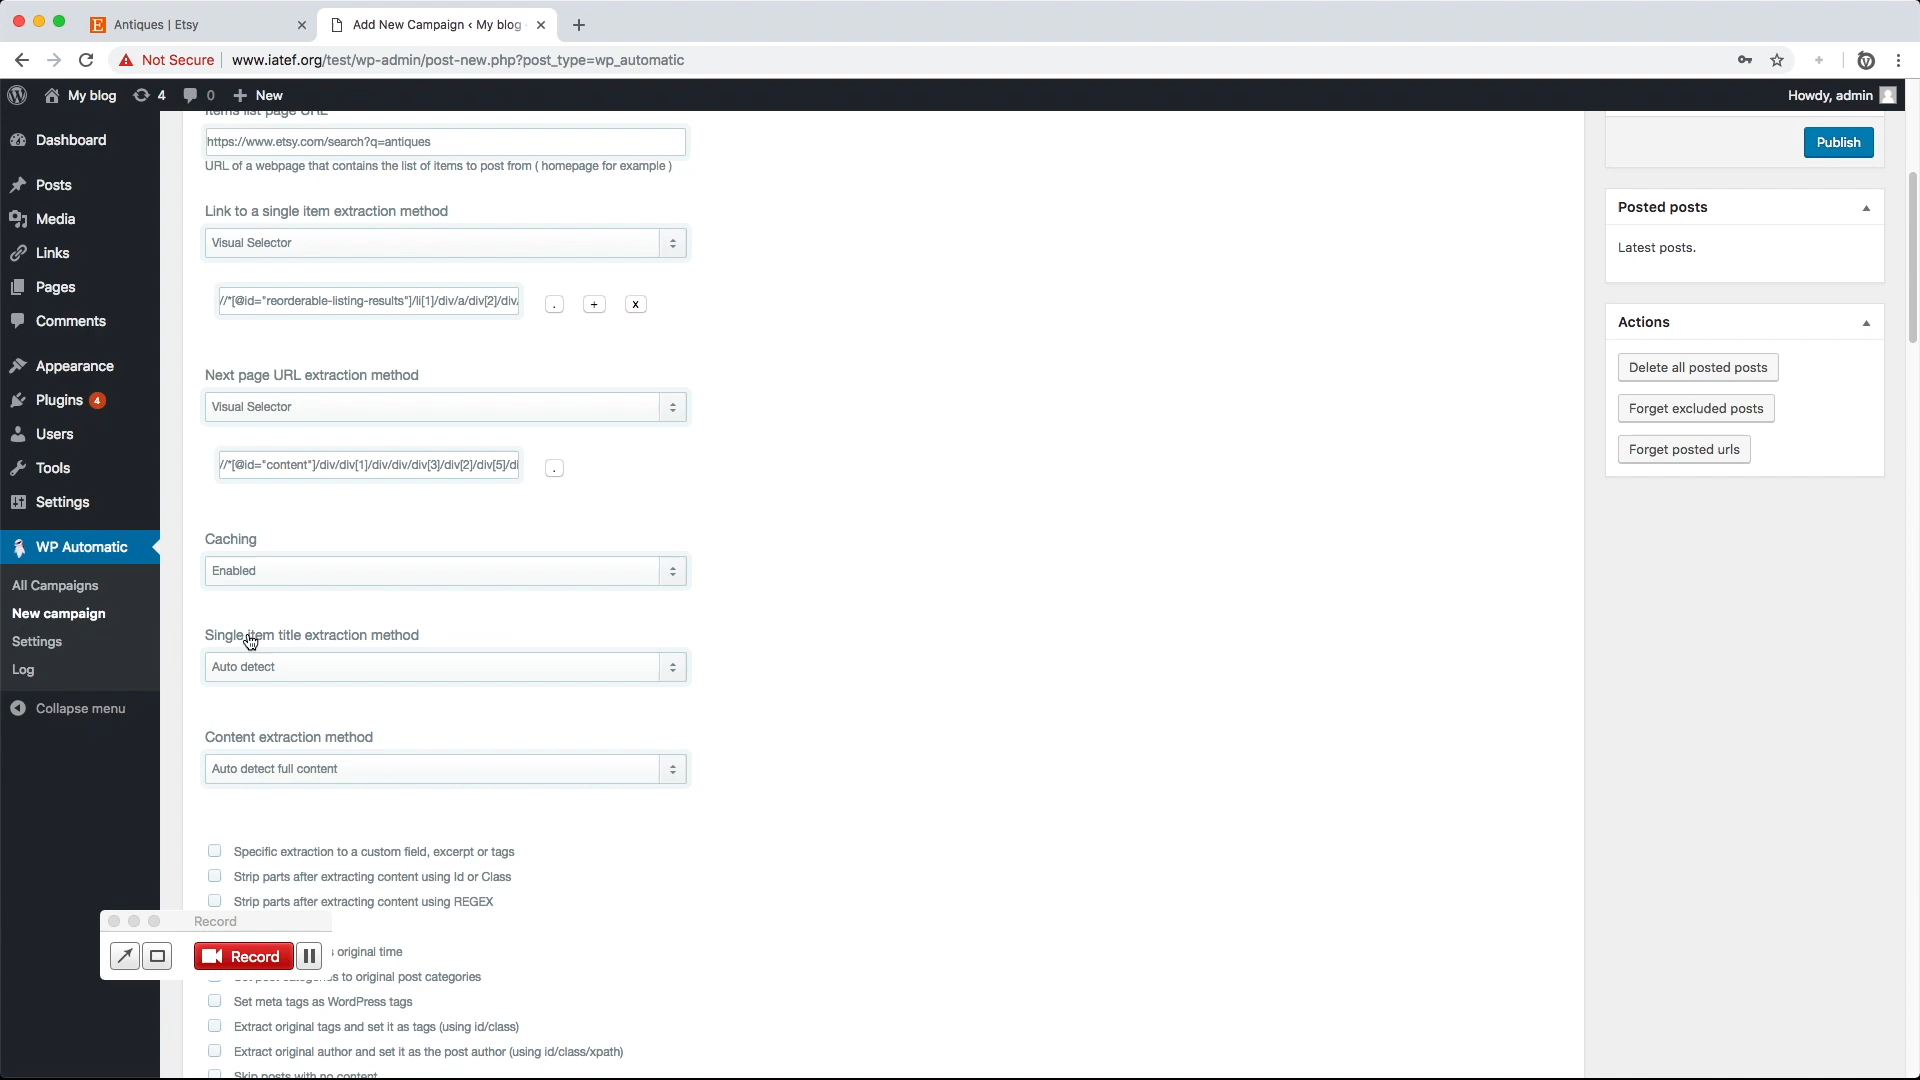 Antiques | Etsy
Add New Campaign ‹ My blog
Not Secure
www.iatef.org/test/wp-admin/post-new.php?post_type=wp_automatic
My blog
4
0
New
Howdy, admin
Dashboard
Posts
Media
Links
Pages
Comments
Appearance
Plugins 4
Users
Tools
Settings
WP Automatic
All Campaigns
New campaign
Settings
Log
Collapse menu
Items list page URL
https://www.etsy.com/search?q=antiques
URL of a webpage that contains the list of items to post from ( homepage for example )
Link to a single item extraction method
Visual Selector
//*[@id="reorderable-listing-results"]/li[1]/div/a/div[2]/div
. + x
Next page URL extraction method
Visual Selector
//*[@id="content"]/div/div[1]/div/div/div[3]/div[2]/div[5]/di
.
Caching
Enabled
Single item title extraction method
Auto detect
Content extraction method
Auto detect full content
Specific extraction to a custom field, excerpt or tags
Strip parts after extracting content using Id or Class
Strip parts after extracting content using REGEX
original time
to original post categories
Set meta tags as WordPress tags
Extract original tags and set it as tags (using id/class)
Extract original author and set it as the post author (using id/class/xpath)
Skip posts with no content
Record
Record
Publish
Posted posts
Latest posts.
Actions
Delete all posted posts
Forget excluded posts
Forget posted urls